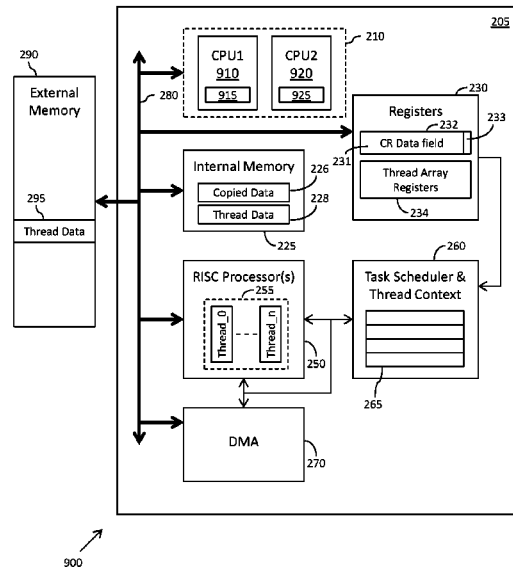 205
290
External
Memory
295
Thread Data
280
210
CPU1
910
915
CPU2
920
925
230
Registers
232
233
CR Data field
231
Thread Array
Registers
234
Internal Memory
226
Copied Data
228
Thread Data
225
RISC Processor(s)
255
Thread_0
Thread_n
250
260
Task Scheduler &
Thread Context
265
DMA
270
900